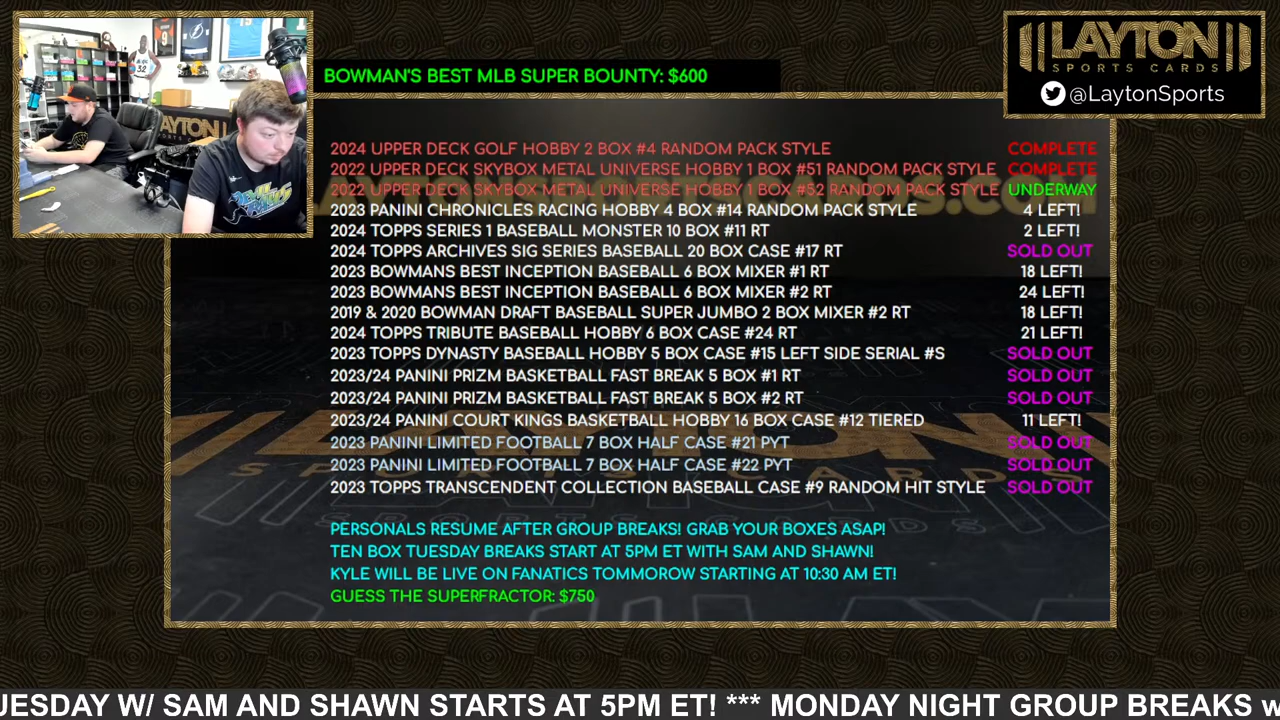 BOWMAN'S BEST MLB SUPER BOUNTY: $600
LAYTON
SPORTS CARDS
@LaytonSports
2024 UPPER DECK GOLF HOBBY 2 BOX #4 RANDOM PACK STYLE COMPLETE
2022 UPPER DECK SKYBOX METAL UNIVERSE HOBBY 1 BOX #51 RANDOM PACK STYLE COMPLETE
2022 UPPER DECK SKYBOX METAL UNIVERSE HOBBY 1 BOX #52 RANDOM PACK STYLE UNDERWAY
2023 PANINI CHRONICLES RACING HOBBY 4 BOX #14 RANDOM PACK STYLE 4 LEFT!
2024 TOPPS SERIES 1 BASEBALL MONSTER 10 BOX #11 RT 2 LEFT!
2024 TOPPS ARCHIVES SIG SERIES BASEBALL 20 BOX CASE #17 RT SOLD OUT
2023 BOWMANS BEST INCEPTION BASEBALL 6 BOX MIXER #1 RT 18 LEFT!
2023 BOWMANS BEST INCEPTION BASEBALL 6 BOX MIXER #2 RT 24 LEFT!
2019 & 2020 BOWMAN DRAFT BASEBALL SUPER JUMBO 2 BOX MIXER #2 RT 18 LEFT!
2024 TOPPS TRIBUTE BASEBALL HOBBY 6 BOX CASE #24 RT 21 LEFT!
2023 TOPPS DYNASTY BASEBALL HOBBY 5 BOX CASE #15 LEFT SIDE SERIAL #S SOLD OUT
2023/24 PANINI PRIZM BASKETBALL FAST BREAK 5 BOX #1 RT SOLD OUT
2023/24 PANINI PRIZM BASKETBALL FAST BREAK 5 BOX #2 RT SOLD OUT
2023/24 PANINI COURT KINGS BASKETBALL HOBBY 16 BOX CASE #12 TIERED 11 LEFT!
2023 PANINI LIMITED FOOTBALL 7 BOX HALF CASE #21 PYT SOLD OUT
2023 PANINI LIMITED FOOTBALL 7 BOX HALF CASE #22 PYT SOLD OUT
2023 TOPPS TRANSCENDENT COLLECTION BASEBALL CASE #9 RANDOM HIT STYLE SOLD OUT
PERSONALS RESUME AFTER GROUP BREAKS! GRAB YOUR BOXES ASAP!
TEN BOX TUESDAY BREAKS START AT 5PM ET WITH SAM AND SHAWN!
KYLE WILL BE LIVE ON FANATICS TOMMOROW STARTING AT 10:30 AM ET!
GUESS THE SUPERFRACTOR: $750
UESDAY W/ SAM AND SHAWN STARTS AT 5PM ET! *** MONDAY NIGHT GROUP BREAKS w